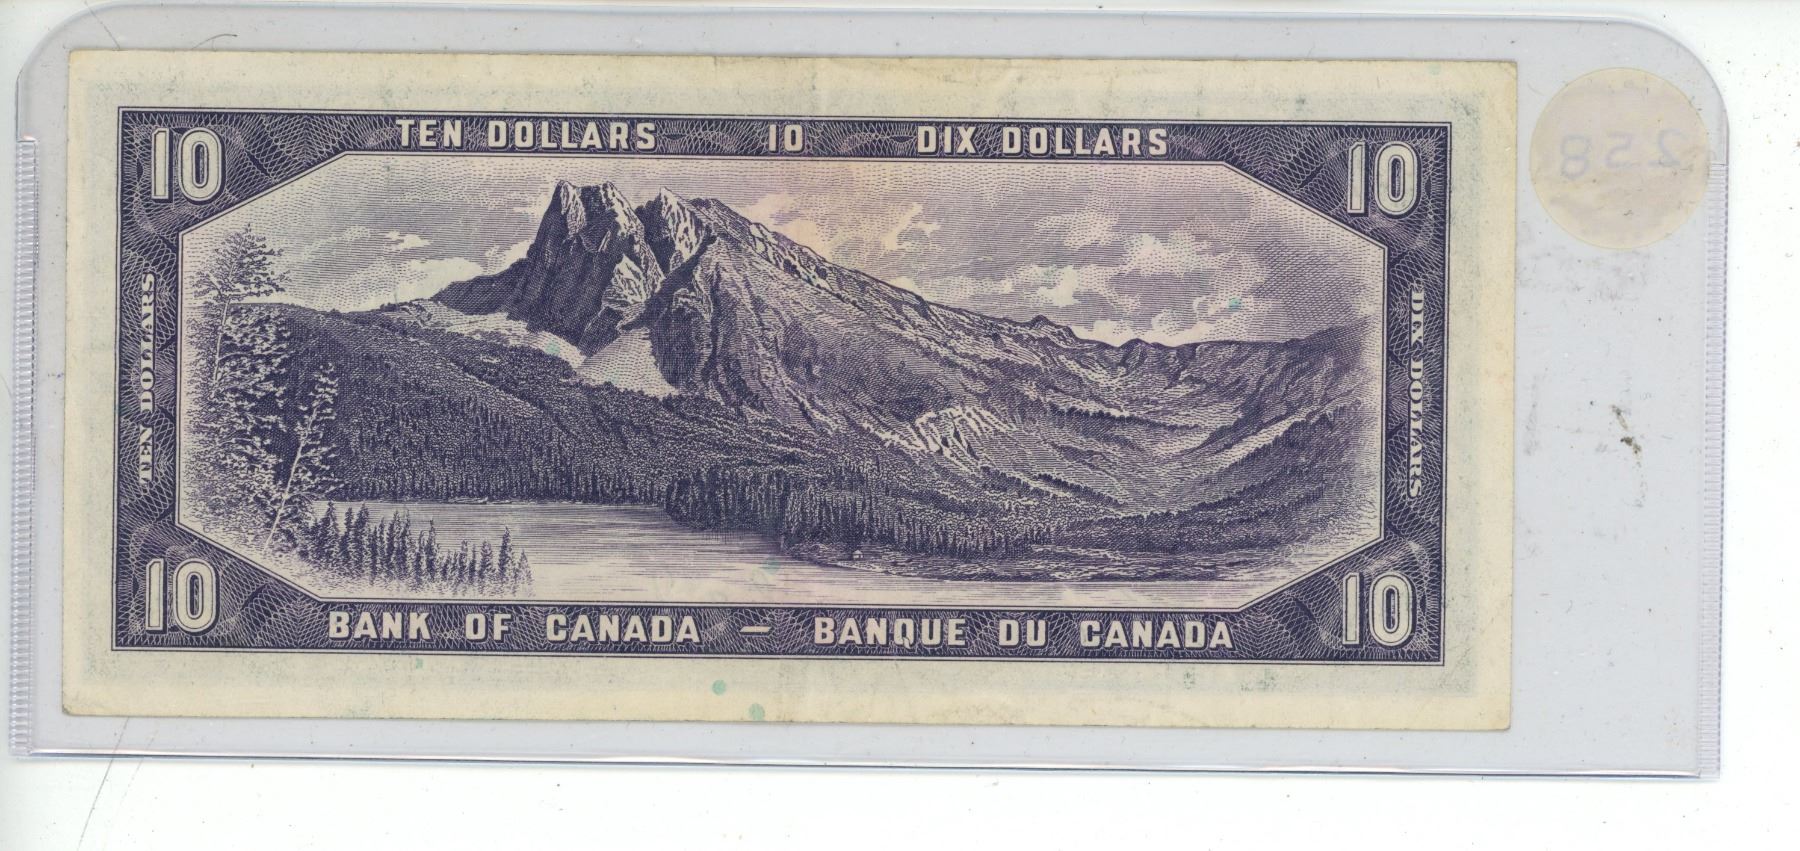 10 TEN DOLLARS 10 DIX DOLLARS 10
TEN DOLLARS
DIX DOLLARS
10 BANK OF CANADA — BANQUE DU CANADA 10
258